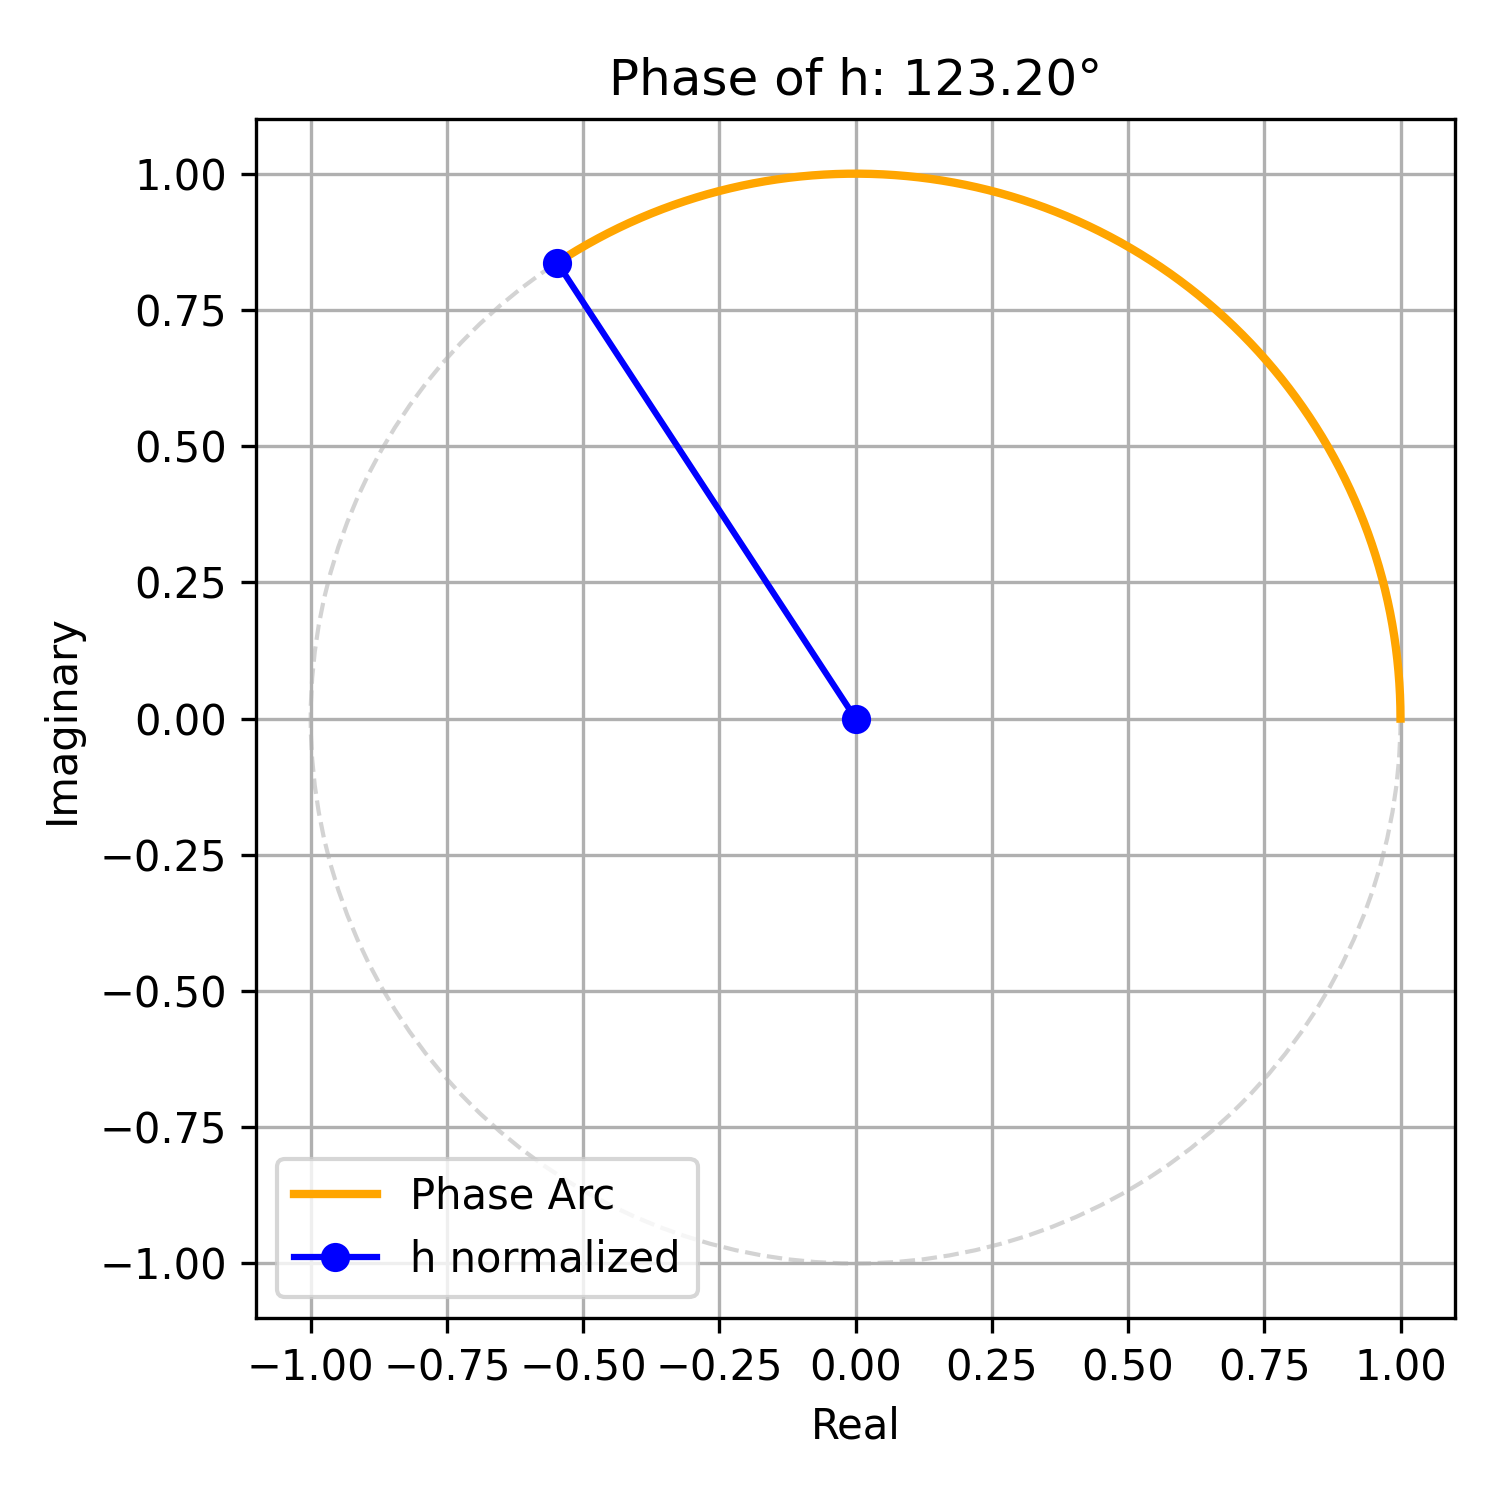 Phase of h: 123.20°
1.00
0.75
0.50
0.25
0.00
−0.25
−0.50
−0.75
−1.00
Imaginary
Phase Arc
h normalized
−1.00 −0.75 −0.50 −0.25 0.00 0.25 0.50 0.75 1.00
Real